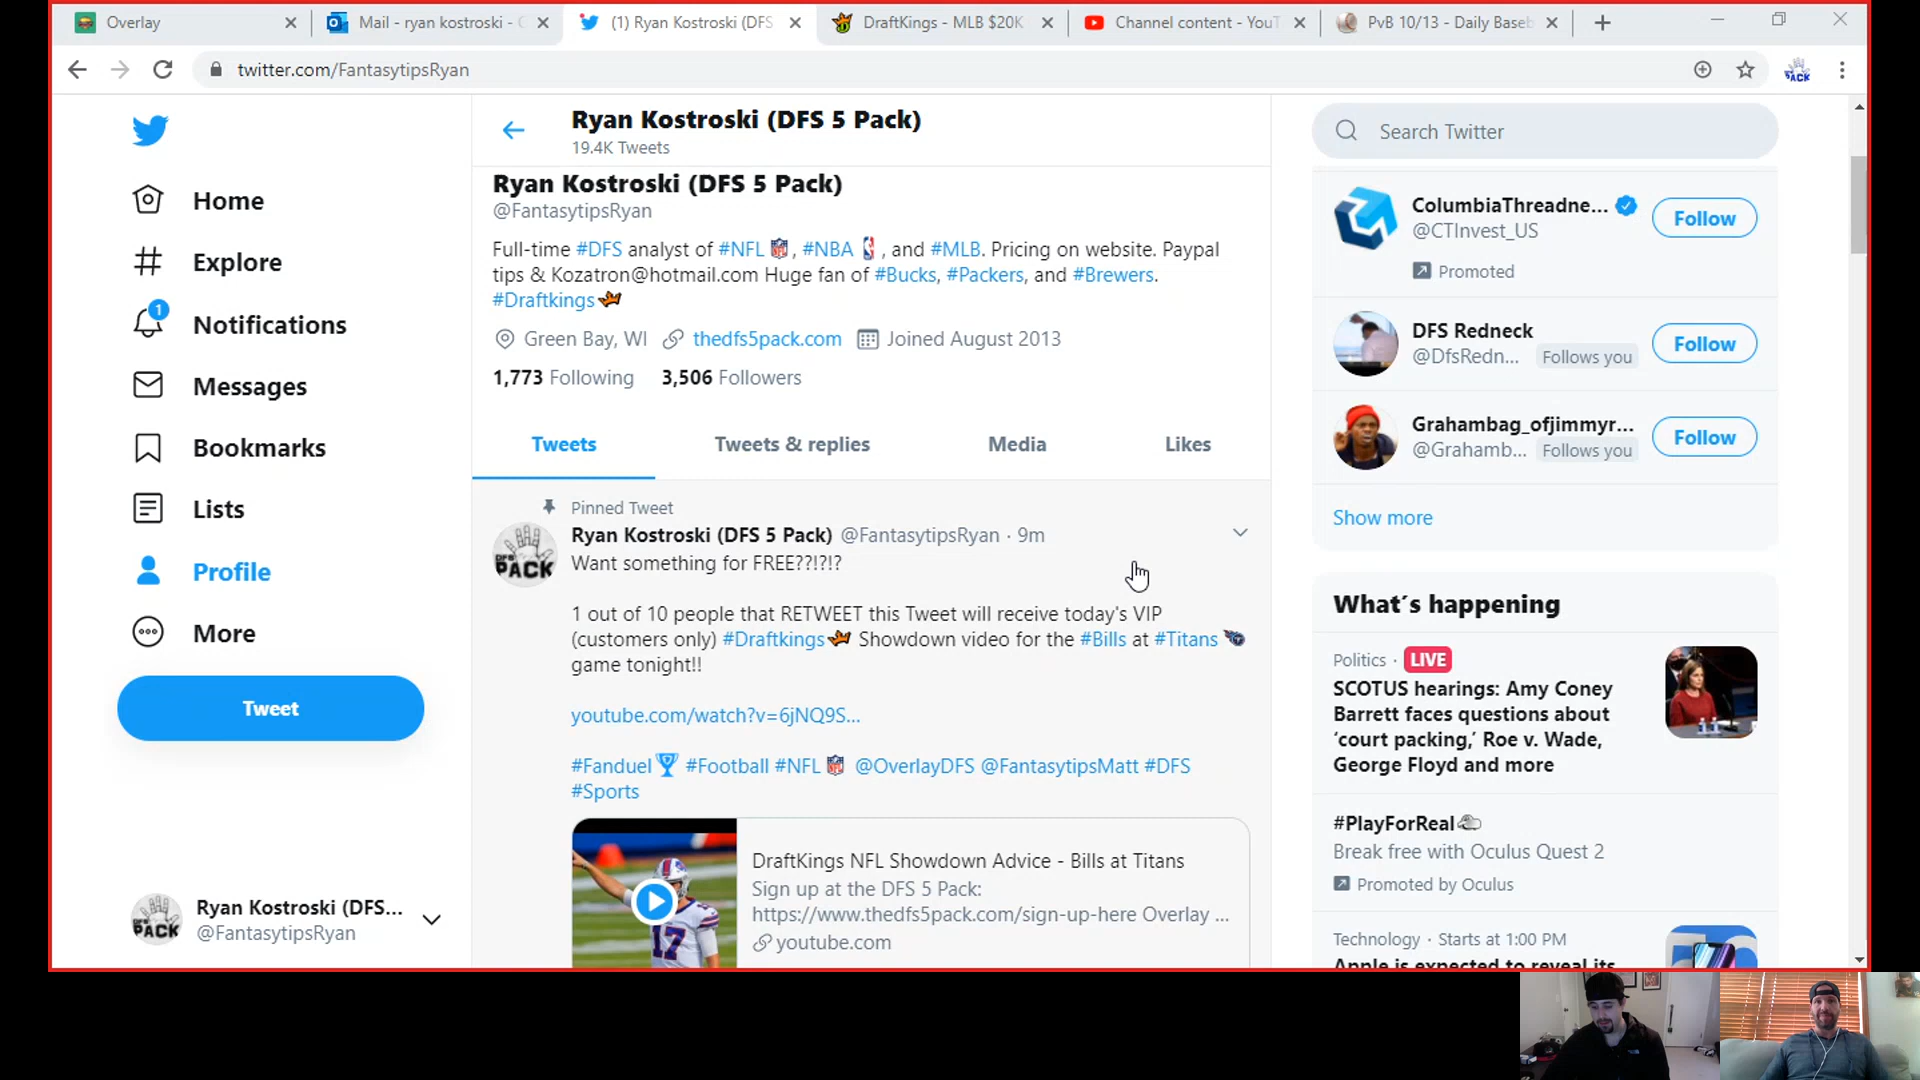 Overlay
Mail - ryan kostroski - 
(1) Ryan Kostroski (DFS
DraftKings - MLB $20K
Channel content - YouT
PvB 10/13 - Daily Baseb
twitter.com/FantasytipsRyan
Ryan Kostroski (DFS 5 Pack)
19.4K Tweets
Home
Explore
1
Notifications
Messages
Bookmarks
Lists
Profile
More
Tweet
Ryan Kostroski (DFS...
@FantasytipsRyan
Ryan Kostroski (DFS 5 Pack)
@FantasytipsRyan
Full-time #DFS analyst of #NFL, #NBA, and #MLB. Pricing on website. Paypal
tips & Kozatron@hotmail.com Huge fan of #Bucks, #Packers, and #Brewers.
#Draftkings
Green Bay, WI thedfs5pack.com Joined August 2013
1,773 Following 3,506 Followers
Tweets Tweets & replies Media Likes
Pinned Tweet
Ryan Kostroski (DFS 5 Pack) @FantasytipsRyan · 9m
Want something for FREE??!?!?
1 out of 10 people that RETWEET this Tweet will receive today's VIP
(customers only) #Draftkings Showdown video for the #Bills at #Titans
game tonight!!
youtube.com/watch?v=6jNQ9S...
#Fanduel #Football #NFL @OverlayDFS @FantasytipsMatt #DFS
#Sports
DraftKings NFL Showdown Advice - Bills at Titans
Sign up at the DFS 5 Pack:
https://www.thedfs5pack.com/sign-up-here Overlay ...
youtube.com
17
DFS
PACK
Search Twitter
ColumbiaThreadne...
@CTInvest_US
Follow
Promoted
DFS Redneck
@DfsRedn... Follows you
Follow
Grahambag_ofjimmyr...
@Grahamb... Follows you
Follow
Show more
What's happening
Politics · LIVE
SCOTUS hearings: Amy Coney
Barrett faces questions about
‘court packing,’ Roe v. Wade,
George Floyd and more
#PlayForReal
Break free with Oculus Quest 2
Promoted by Oculus
Technology · Starts at 1:00 PM
Apple is expected to reveal its